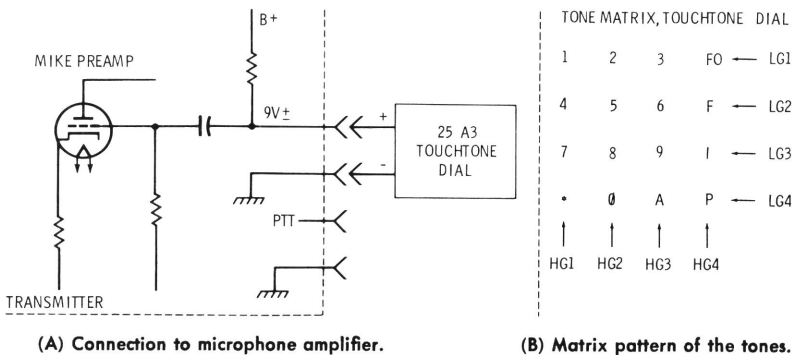 B+
MIKE PREAMP
9V±
+
25 A3
TOUCHTONE
DIAL
-
PTT
TRANSMITTER
(A) Connection to microphone amplifier.
TONE MATRIX, TOUCHTONE DIAL
1 2 3 FO LG1
4 5 6 F LG2
7 8 9 I LG3
* Ø A P LG4
HG1 HG2 HG3 HG4
(B) Matrix pattern of the tones.